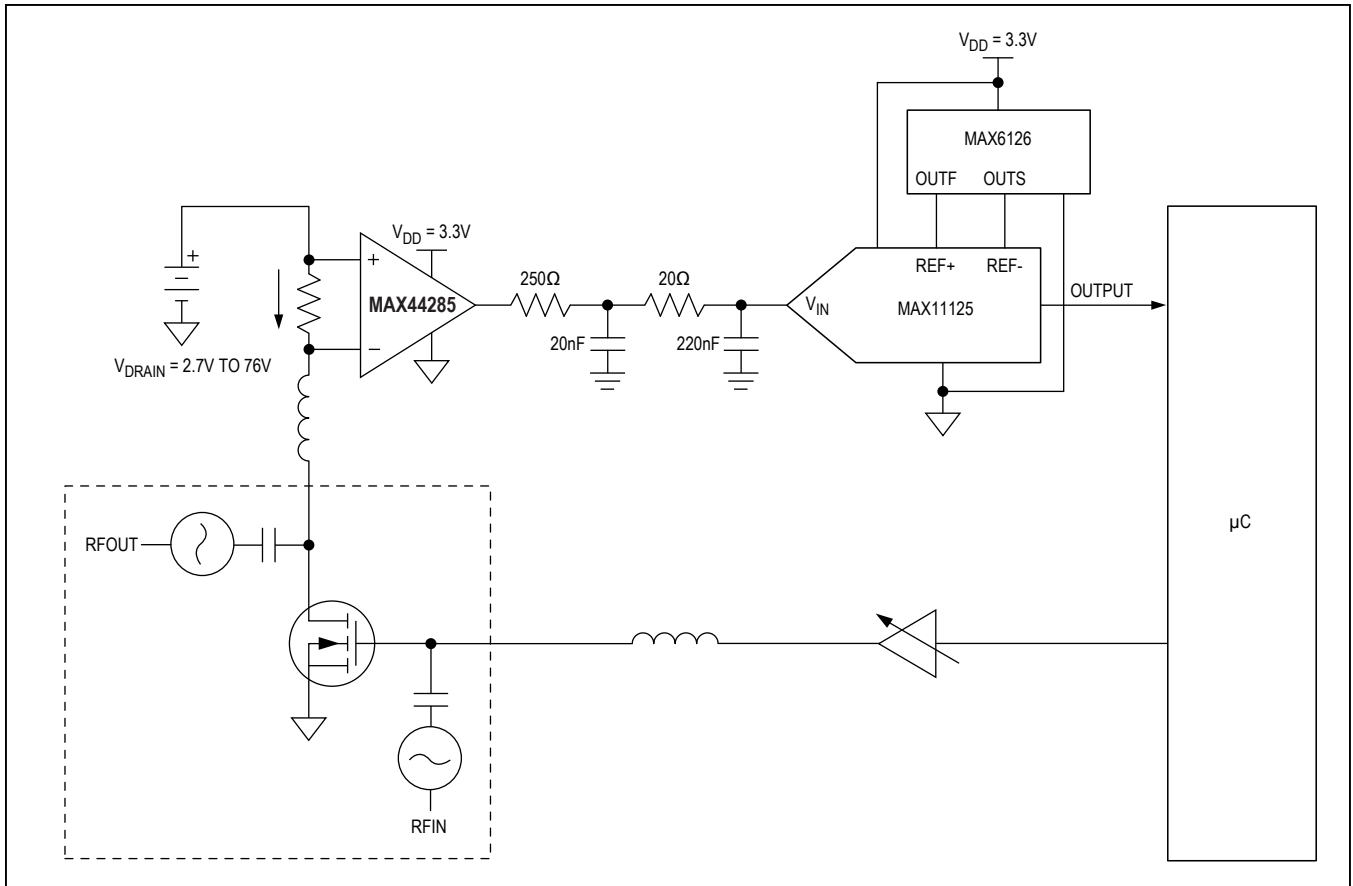 V_DD = 3.3V
MAX6126
OUTF OUTS
V_DD = 3.3V
+
+
MAX44285
−
V_DRAIN = 2.7V TO 76V
250Ω
20Ω
20nF
220nF
REF+ REF-
V_IN
MAX11125
OUTPUT
µC
RFOUT
RFIN